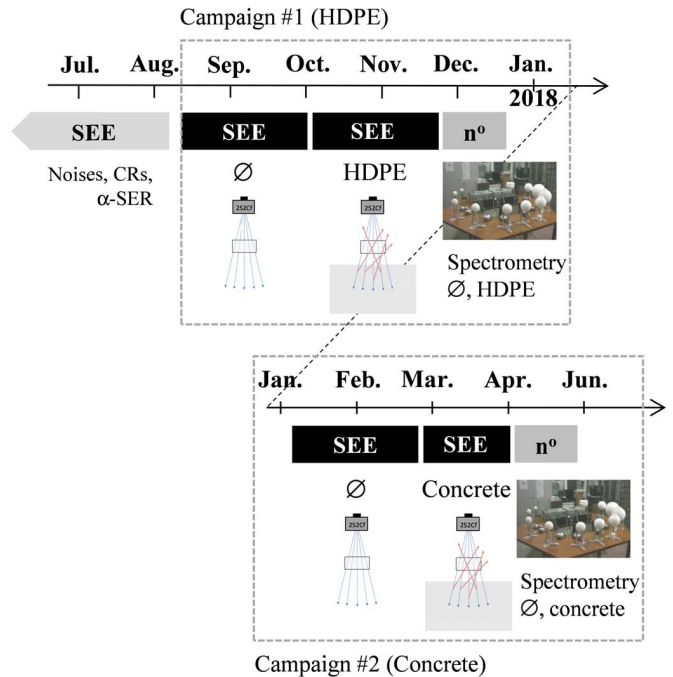 Campaign #1 (HDPE)
Jul. Aug. Sep. Oct. Nov. Dec. Jan.
2018
SEE SEE SEE nº
Noises, CRs,
α-SER
∅ HDPE
252Cf 252Cf
Spectrometry
∅, HDPE
Jan. Feb. Mar. Apr. Jun.
SEE SEE nº
∅ Concrete
252Cf 252Cf
Spectrometry
∅, concrete
Campaign #2 (Concrete)